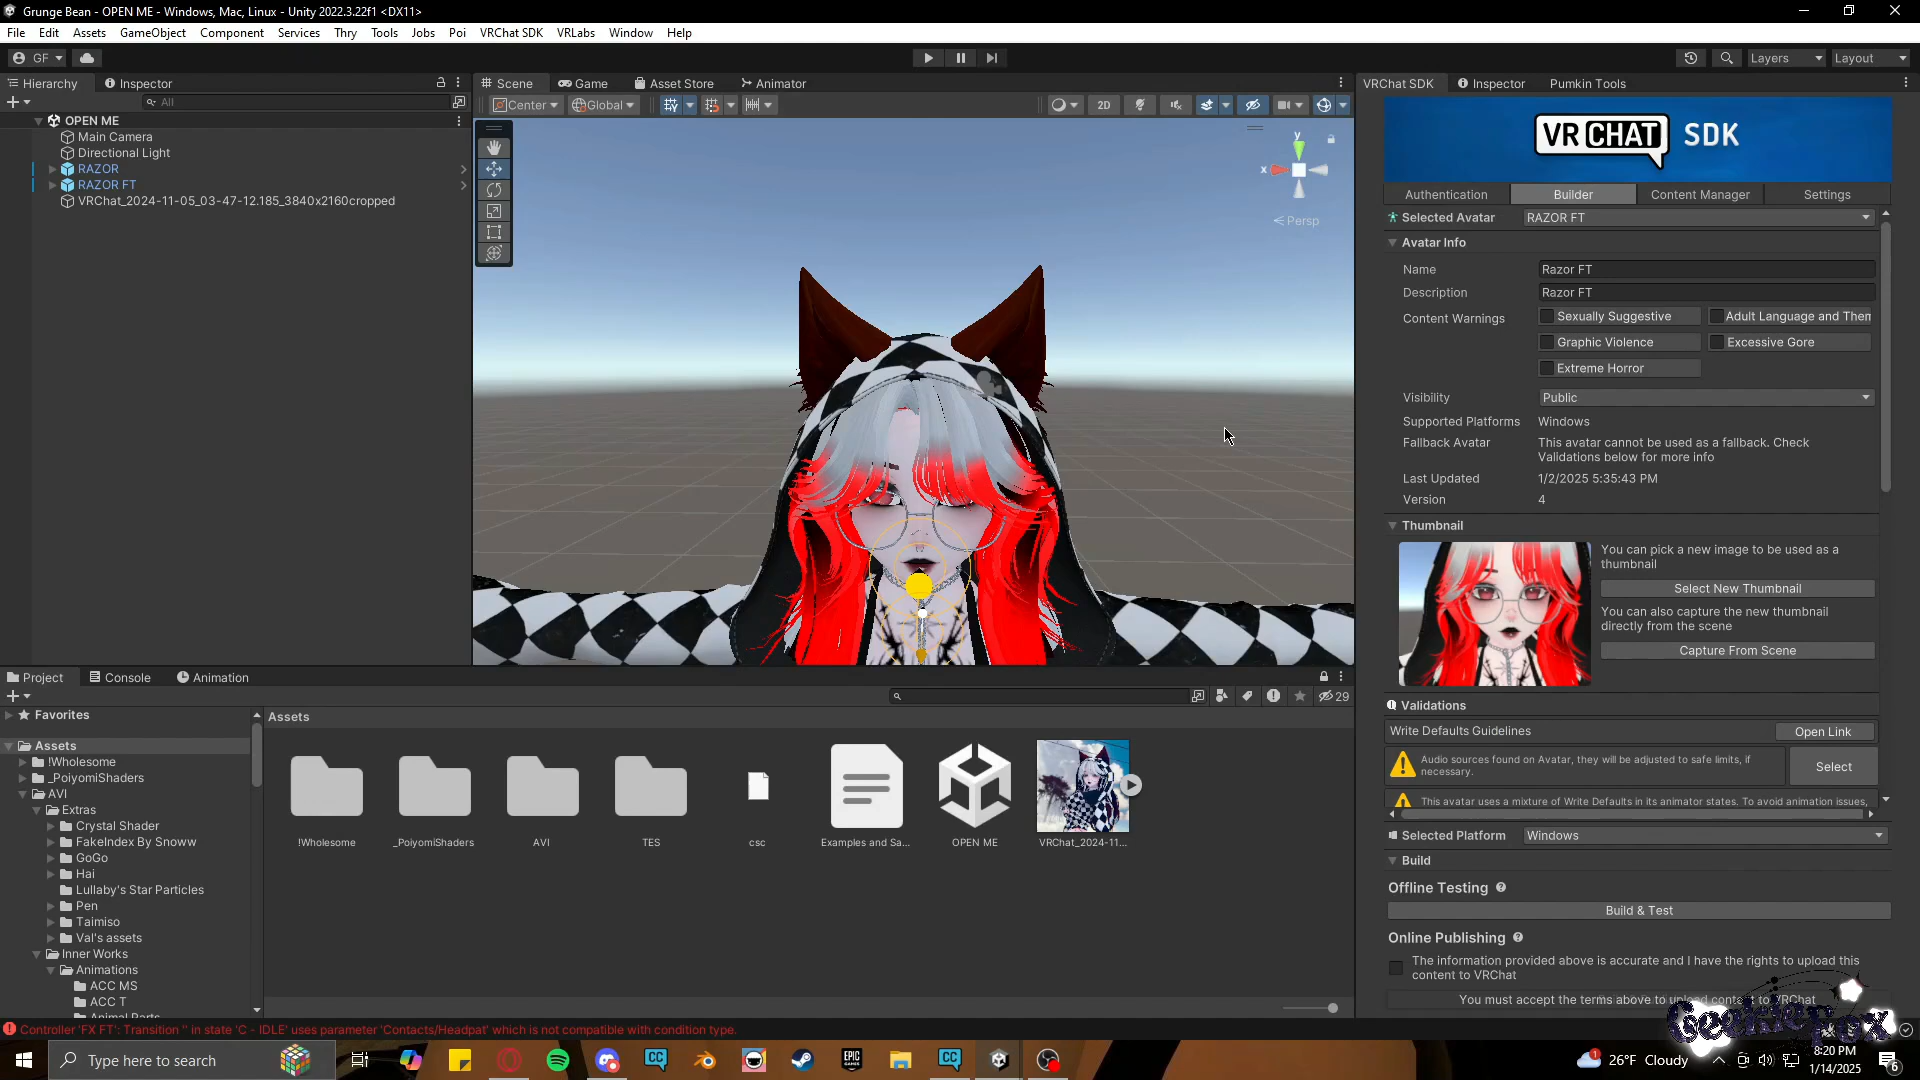 Grunge Bean - OPEN ME - Windows, Mac, Linux - Unity 2022.3.22f1 <DX11>
File Edit Assets GameObject Component Services Thry Tools Jobs Poi VRChat SDK VRLabs Window Help
GF Layers Layout
Hierarchy Inspector
All
OPEN ME
Main Camera
Directional Light
RAZOR
RAZOR FT
VRChat_2024-11-05_03-47-12.185_3840x2160cropped
Scene Game Asset Store Animator
Center Global 2D
y
x
Persp
VRChat SDK Inspector Pumkin Tools
VR CHAT SDK
Authentication Builder Content Manager Settings
Selected Avatar RAZOR FT
Avatar Info
Name Razor FT
Description Razor FT
Content Warnings Sexually Suggestive Adult Language and Then
Graphic Violence Excessive Gore
Extreme Horror
Visibility Public
Supported Platforms Windows
Fallback Avatar This avatar cannot be used as a fallback. Check
Validations below for more info
Last Updated 1/2/2025 5:35:43 PM
Version 4
Thumbnail
You can pick a new image to be used as a
thumbnail
Select New Thumbnail
You can also capture the new thumbnail
directly from the scene
Capture From Scene
Validations
Write Defaults Guidelines Open Link
Audio sources found on Avatar, they will be adjusted to safe limits, if
necessary.
Select
This avatar uses a mixture of Write Defaults in its animator states. To avoid animation issues,
Selected Platform Windows
Build
Offline Testing
Build & Test
Online Publishing
The information provided above is accurate and I have the rights to upload this
content to VRChat
You must accept the terms above to upload content to VRChat
Project Console Animation
29
Favorites
Assets
!Wholesome
_PoiyomiShaders
AVI
Extras
Crystal Shader
FakeIndex By Snoww
GoGo
Hai
Lullaby's Star Particles
Pen
Taimiso
Val's assets
Inner Works
Animations
ACC MS
ACC T
Animal Parts
Assets
!Wholesome _PoiyomiShaders AVI TES csc Examples and Sa... OPEN ME VRChat_2024-11...
Controller 'FX FT': Transition '' in state 'C - IDLE' uses parameter 'Contacts/Headpat' which is not compatible with condition type.
GeekieFox
Type here to search
CC
EPIC GAMES
CC
1
26°F Cloudy
8:20 PM
1/14/2025
6